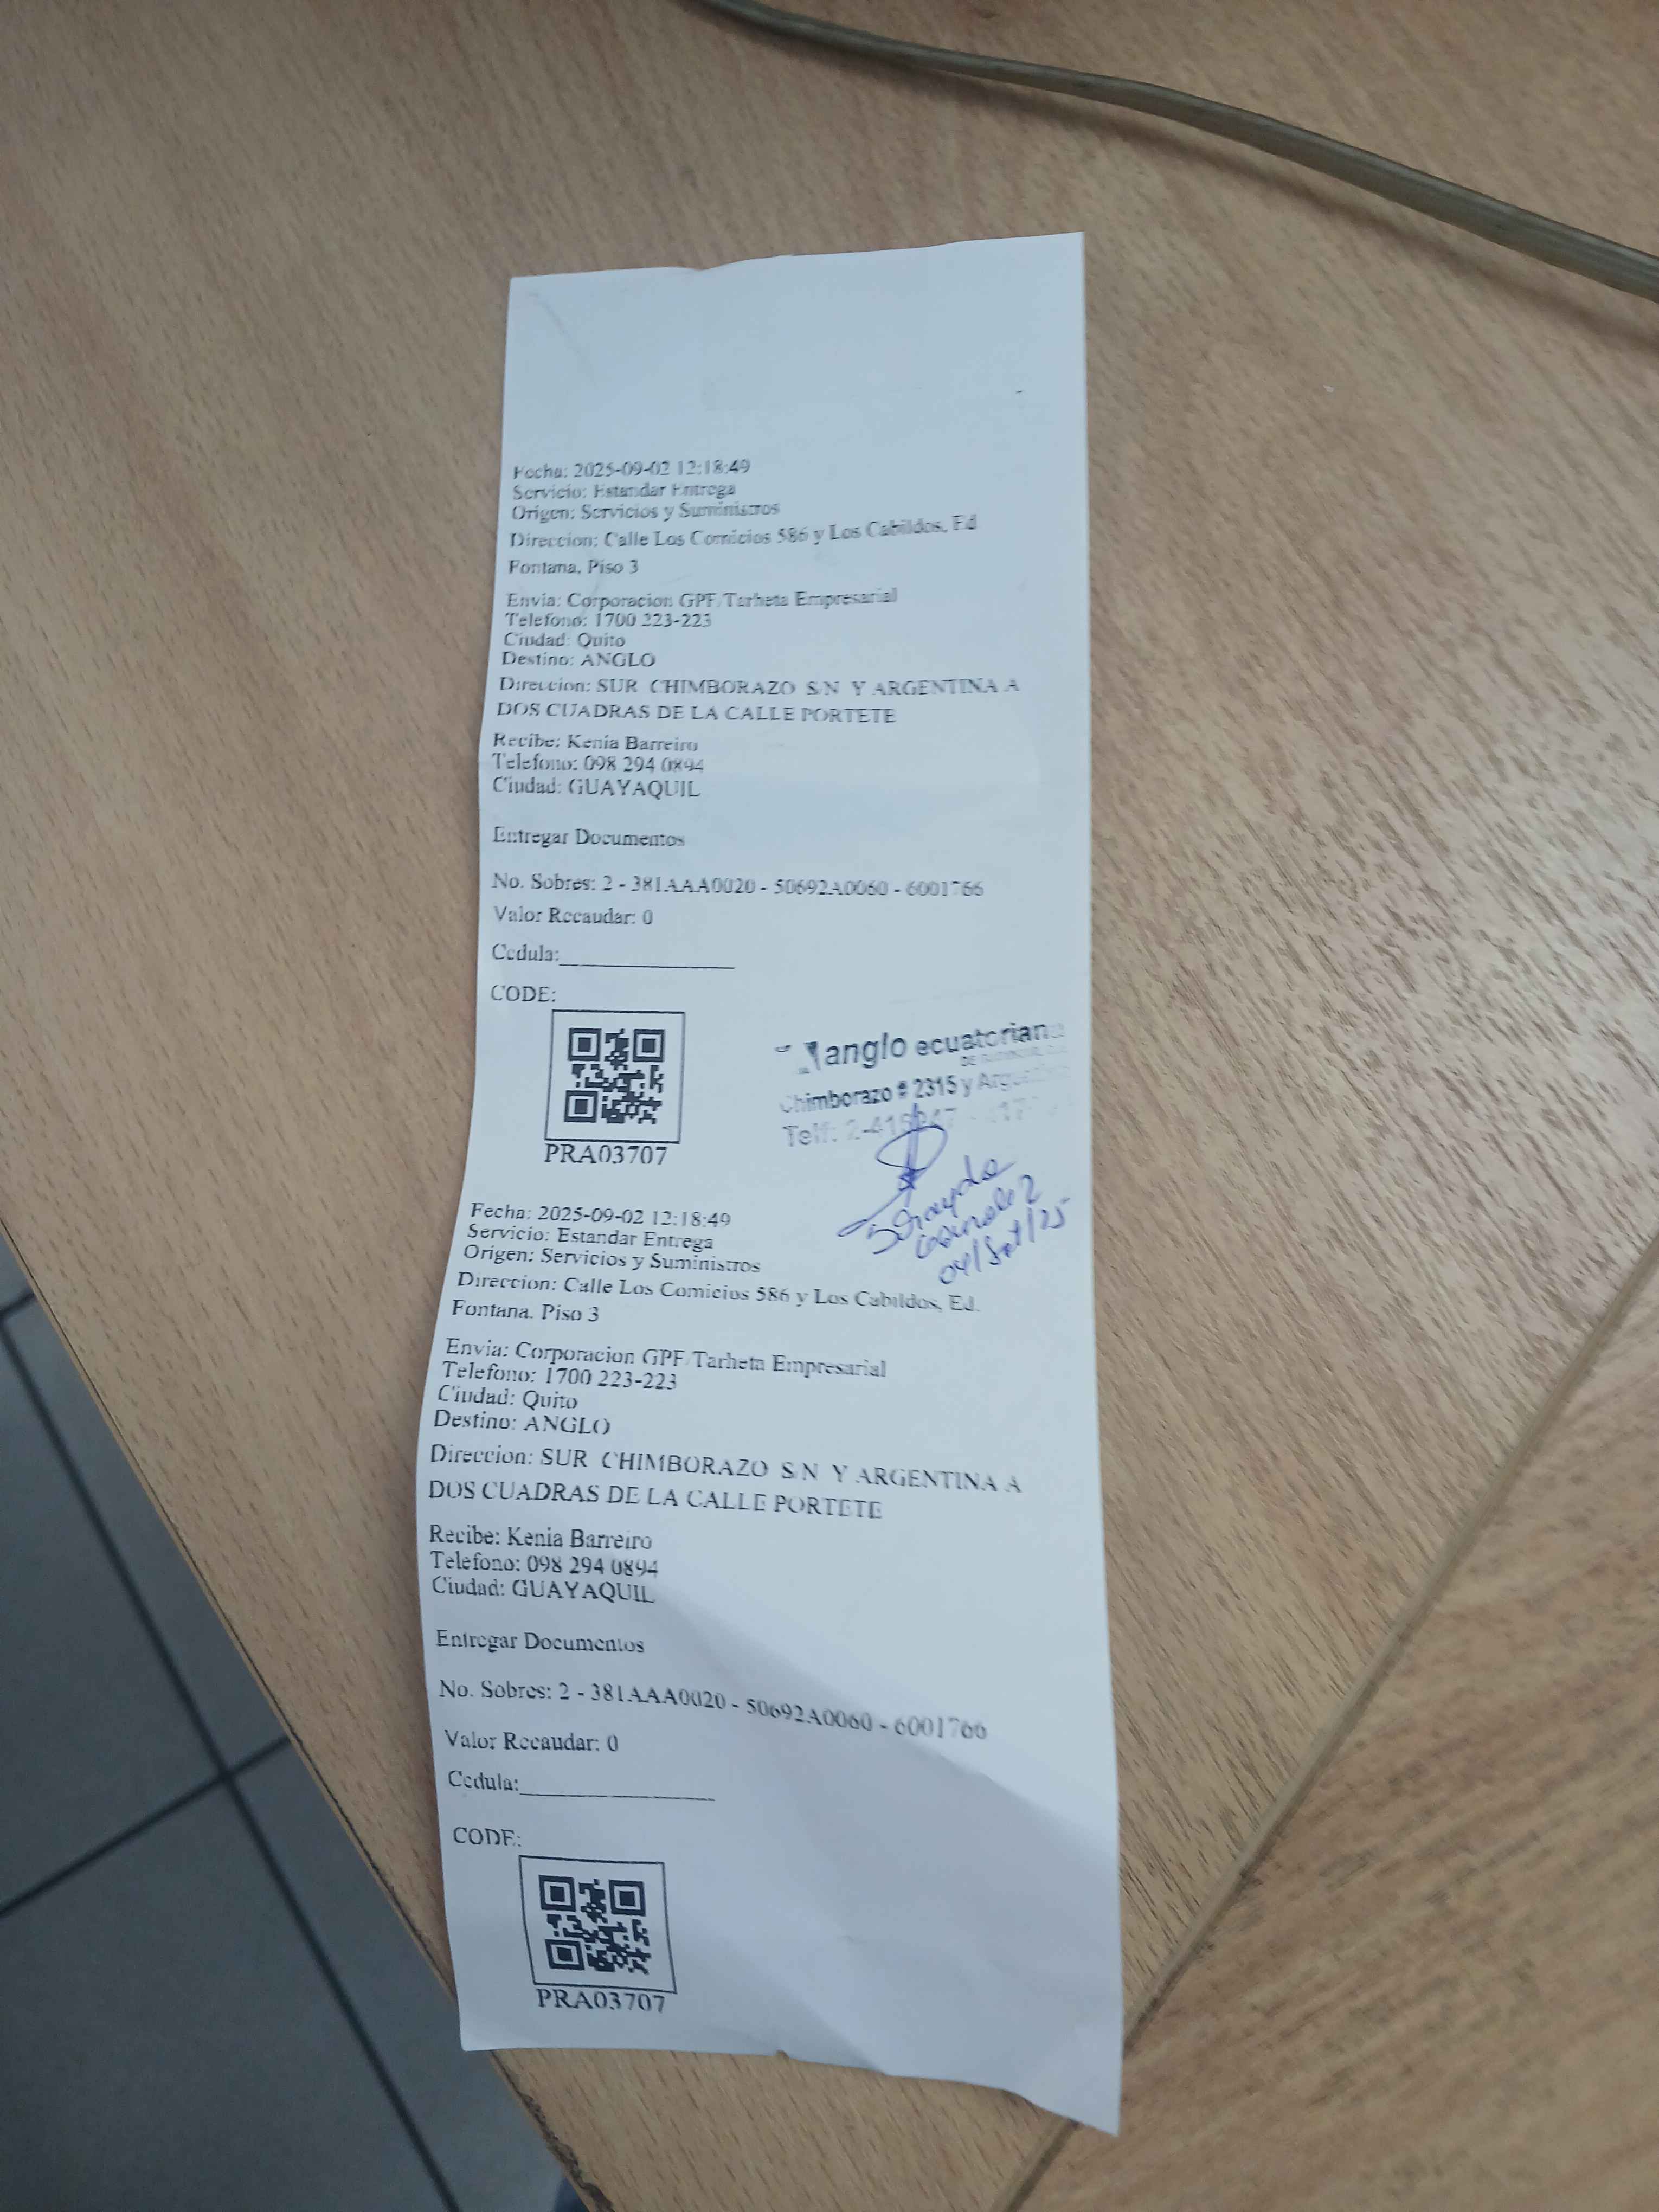 Fecha: 2025-09-02 12:18:49
Servicio: Estandar Entrega
Origen: Servicios y Suministros
Direccion: Calle Los Comicios 586 y Los Cabildos, Ed.
Fontana, Piso 3
Envia: Corporacion GPF/Tarheta Empresarial
Telefono: 1700 223-223
Ciudad: Quito
Destino: ANGLO
Direccion: SUR CHIMBORAZO S/N Y ARGENTINA A
DOS CUADRAS DE LA CALLE PORTETE
Recibe: Kenia Barreiro
Telefono: 098 294 0894
Ciudad: GUAYAQUIL
Entregar Documentos
No. Sobres: 2 - 381AAA0020 - 50692A0060 - 6001766
Valor Recaudar: 0
Cedula:______________
CODE:
PRA03707
anglo ecuatoriana
Chimborazo # 2315 y
Telf:
04/Set/25
Fecha: 2025-09-02 12:18:49
Servicio: Estandar Entrega
Origen: Servicios y Suministros
Direccion: Calle Los Comicios 586 y Los Cabildos, Ed.
Fontana. Piso 3
Envia: Corporacion GPF/Tarheta Empresarial
Telefono: 1700 223-223
Ciudad: Quito
Destino: ANGLO
Direccion: SUR CHIMBORAZO S/N Y ARGENTINA A
DOS CUADRAS DE LA CALLE PORTETE
Recibe: Kenia Barreiro
Telefono: 098 294 0894
Ciudad: GUAYAQUIL
Entregar Documentos
No. Sobres: 2 - 381AAA0020 - 50692A0060 - 6001766
Valor Recaudar: 0
Cedula:______________
CODE:
PRA03707